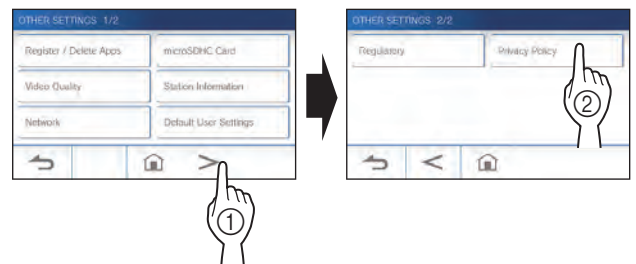 OTHER SETTINGS 1/2
Register / Delete Apps
microSDHC Card
Video Quality
Station Information
Network
Default User Settings
>
1
OTHER SETTINGS 2/2
Regulatory
Privacy Policy
<
2